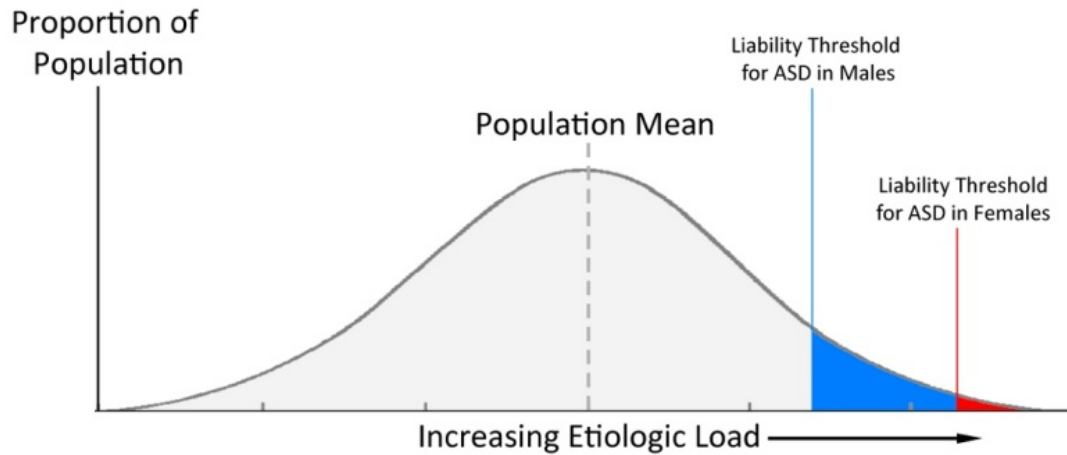 Proportion of
Population
Liability Threshold
for ASD in Males
Population Mean
Liability Threshold
for ASD in Females
Increasing Etiologic Load